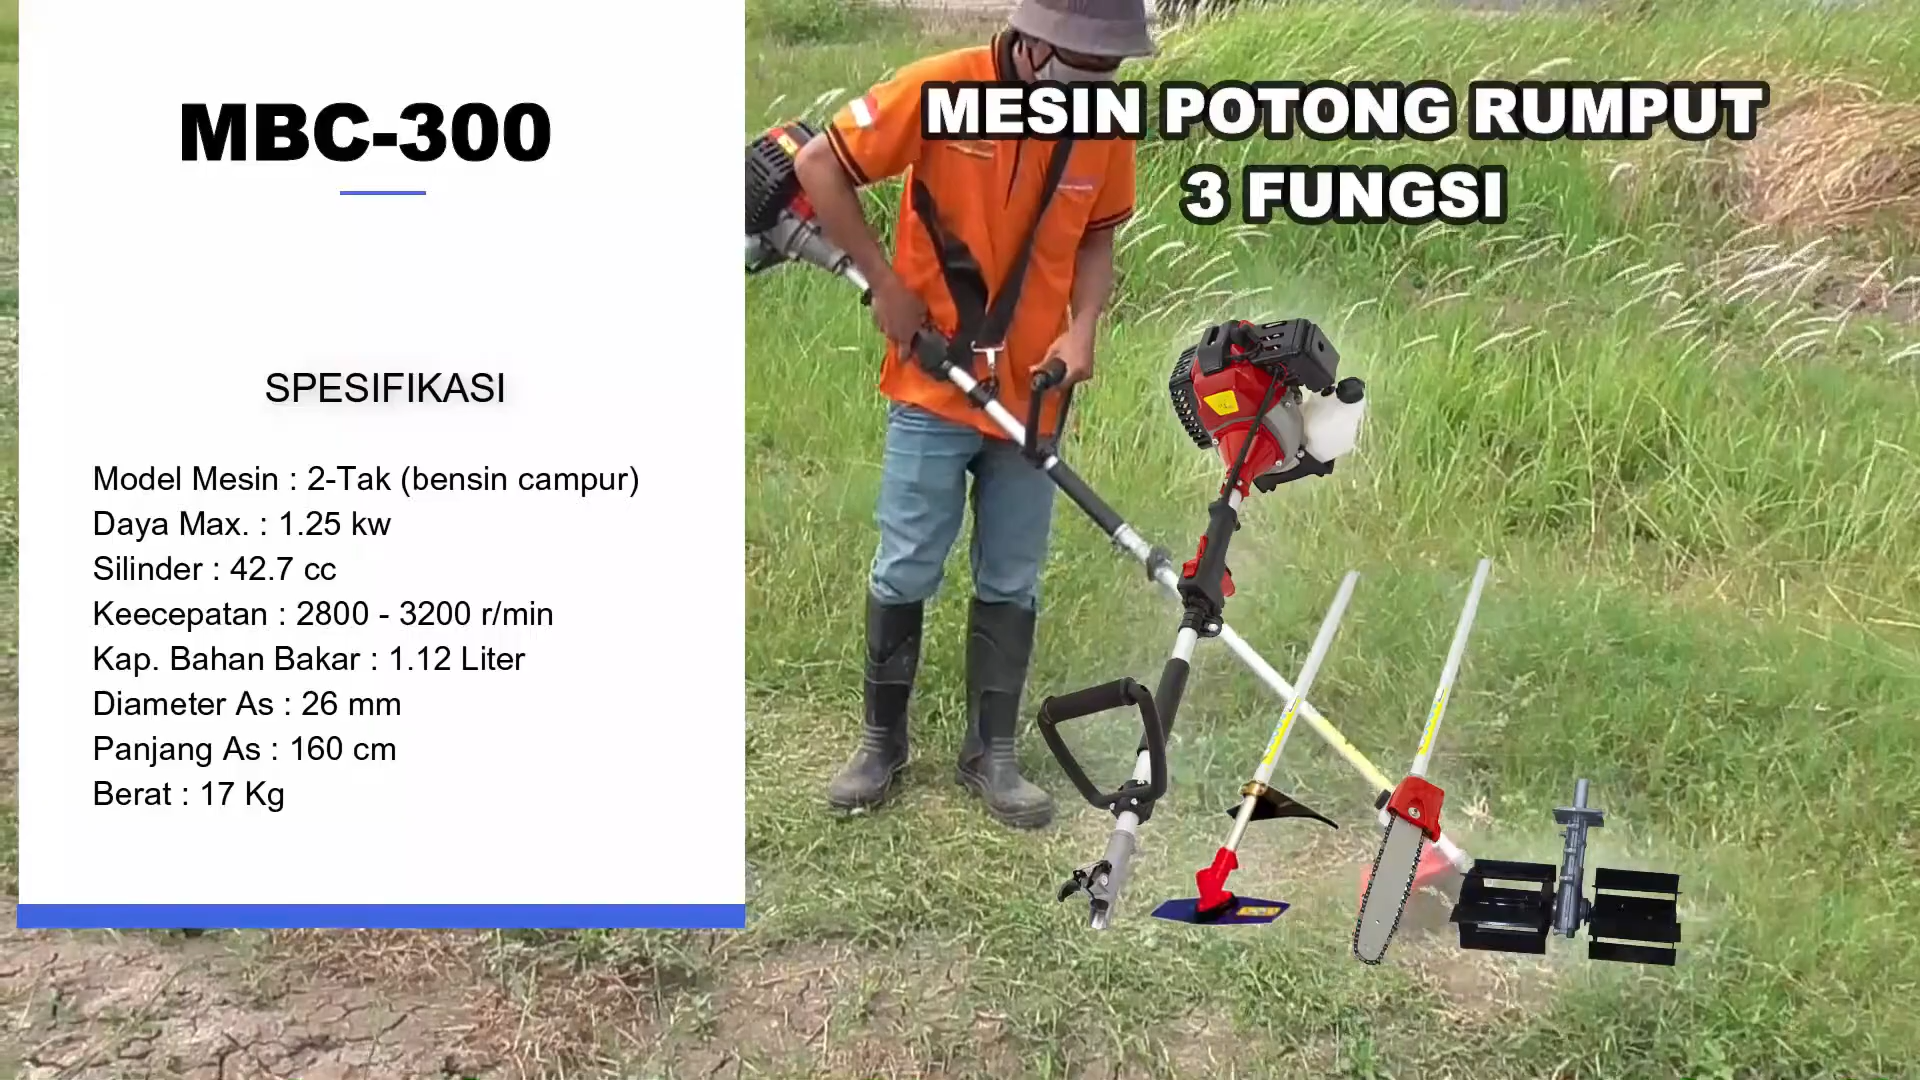 MBC-300
SPESIFIKASI
Model Mesin : 2-Tak (bensin campur)
Daya Max. : 1.25 kw
Silinder : 42.7 cc
Keecepatan : 2800 - 3200 r/min
Kap. Bahan Bakar : 1.12 Liter
Diameter As : 26 mm
Panjang As : 160 cm
Berat : 17 Kg
MESIN POTONG RUMPUT
3 FUNGSI